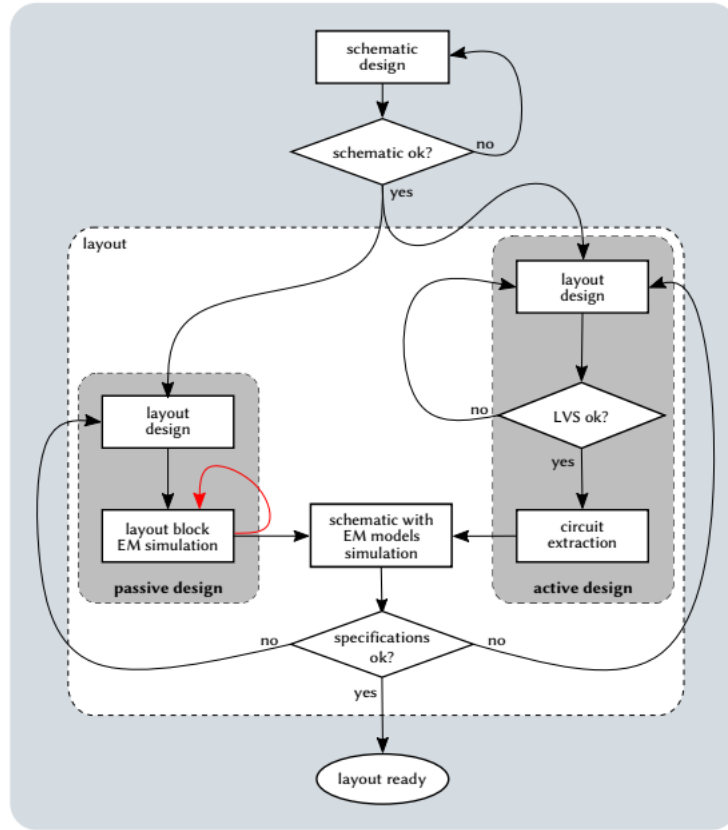 schematic
design
schematic ok?
no
yes
layout
layout
design
no
LVS ok?
yes
circuit
extraction
active design
layout
design
layout block
EM simulation
passive design
schematic with
EM models
simulation
no
specifications
ok?
no
yes
layout ready